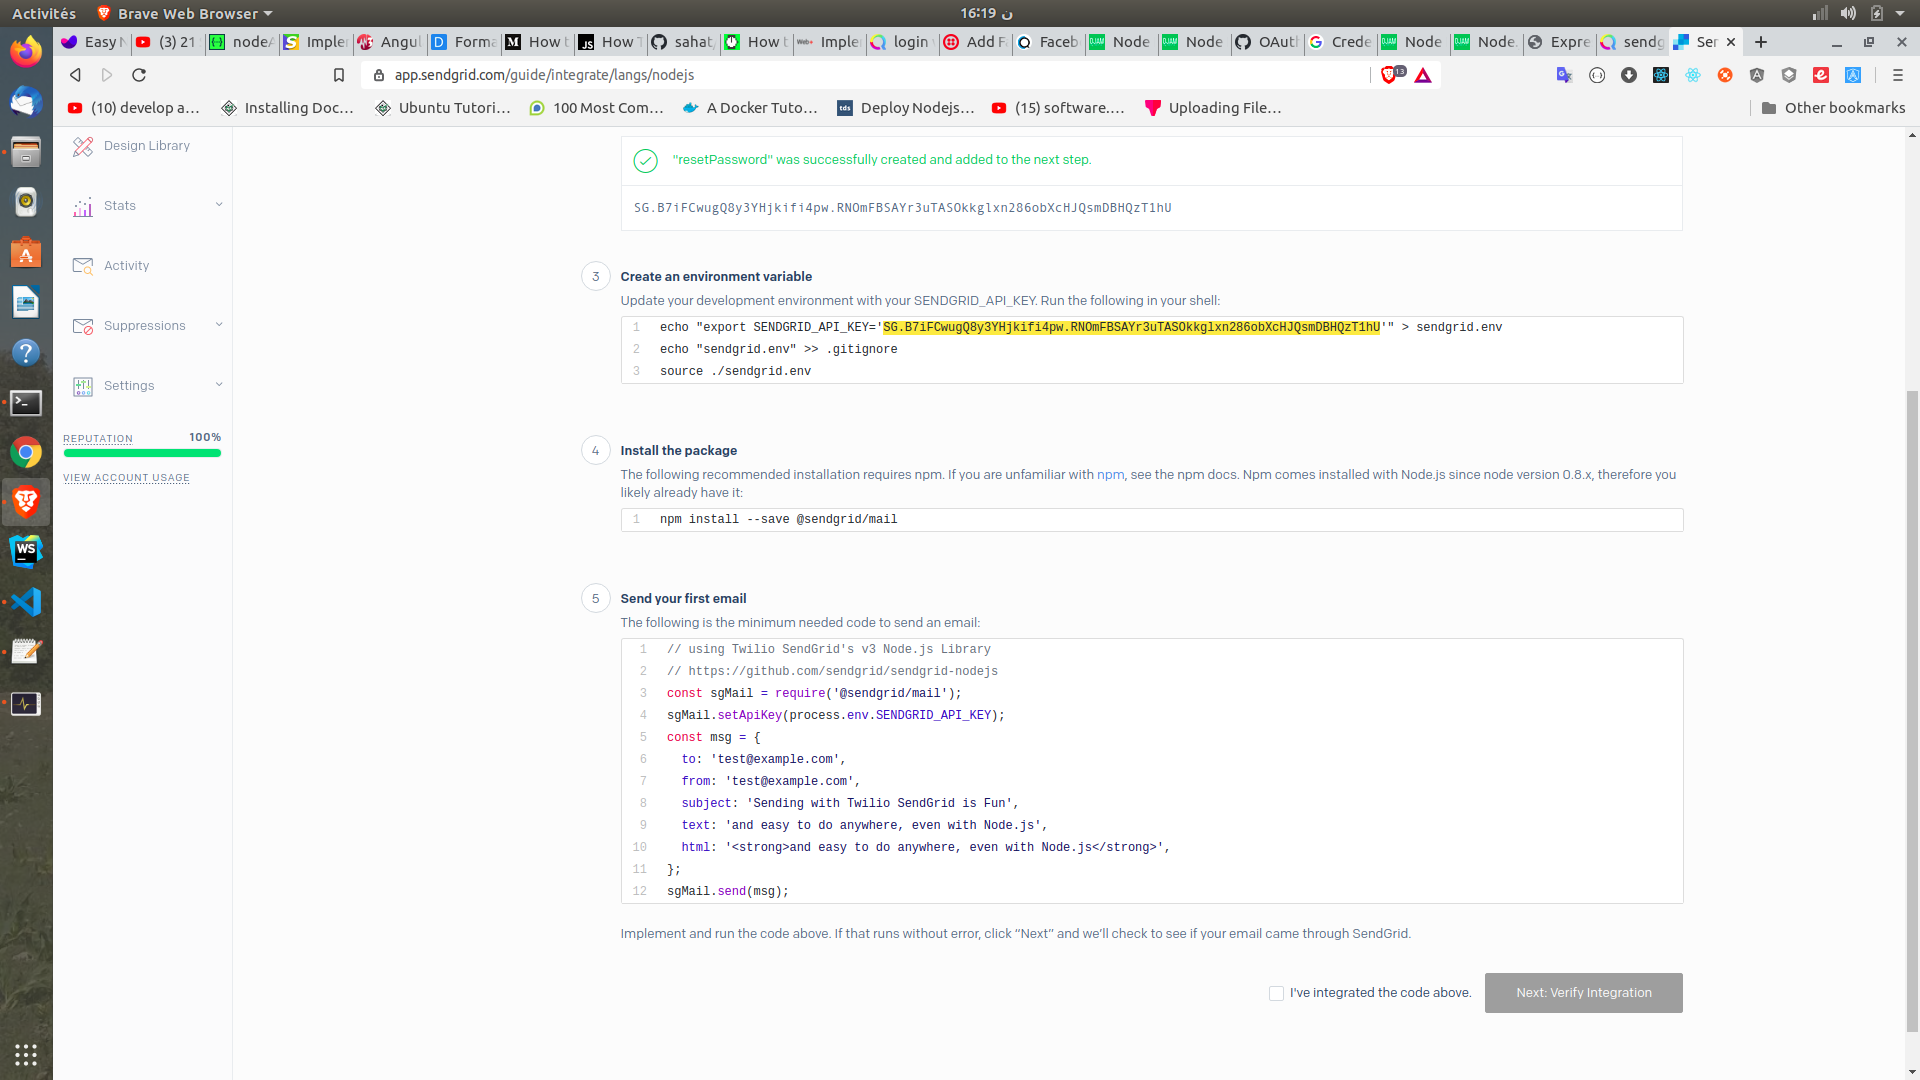 Activités
Brave Web Browser
16:19 ن
Easy N
(3) 21
nodeA
Implem
Angul
Forma
How t
How T
sahat/
How t
Imple
login
Add F
Faceb
Node
Node
OAuth
Crede
Node
Node.
Expre
sendg
Ser
app.sendgrid.com/guide/integrate/langs/nodejs
13
(10) develop a…
Installing Doc…
Ubuntu Tutori…
100 Most Com…
A Docker Tuto…
Deploy Nodejs…
(15) software.…
Uploading File…
Other bookmarks
Design Library
Stats
Activity
Suppressions
Settings
REPUTATION 100%
VIEW ACCOUNT USAGE
"resetPassword" was successfully created and added to the next step.
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
3 Create an environment variable
Update your development environment with your SENDGRID_API_KEY. Run the following in your shell:
1 echo "export SENDGRID_API_KEY='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'" > sendgrid.env
2 echo "sendgrid.env" >> .gitignore
3 source ./sendgrid.env
4 Install the package
The following recommended installation requires npm. If you are unfamiliar with npm, see the npm docs. Npm comes installed with Node.js since node version 0.8.x, therefore you
likely already have it:
1 npm install --save @sendgrid/mail
5 Send your first email
The following is the minimum needed code to send an email:
1 // using Twilio SendGrid's v3 Node.js Library
2 // https://github.com/sendgrid/sendgrid-nodejs
3 const sgMail = require('@sendgrid/mail');
4 sgMail.setApiKey(process.env.SENDGRID_API_KEY);
5 const msg = {
6 to: 'test@example.com',
7 from: 'test@example.com',
8 subject: 'Sending with Twilio SendGrid is Fun',
9 text: 'and easy to do anywhere, even with Node.js',
10 html: '<strong>and easy to do anywhere, even with Node.js</strong>',
11 };
12 sgMail.send(msg);
Implement and run the code above. If that runs without error, click “Next” and we’ll check to see if your email came through SendGrid.
I've integrated the code above.
Next: Verify Integration